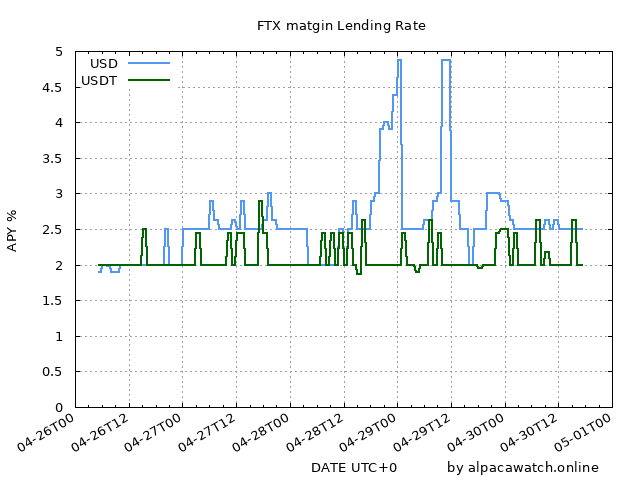 FTX matgin Lending Rate
USD
USDT
APY %
5
4.5
4
3.5
3
2.5
2
1.5
1
0.5
0
04-26T00
04-26T12
04-27T00
04-27T12
04-28T00
04-28T12
04-29T00
04-29T12
04-30T00
04-30T12
05-01T00
DATE UTC+0
by alpacawatch.online